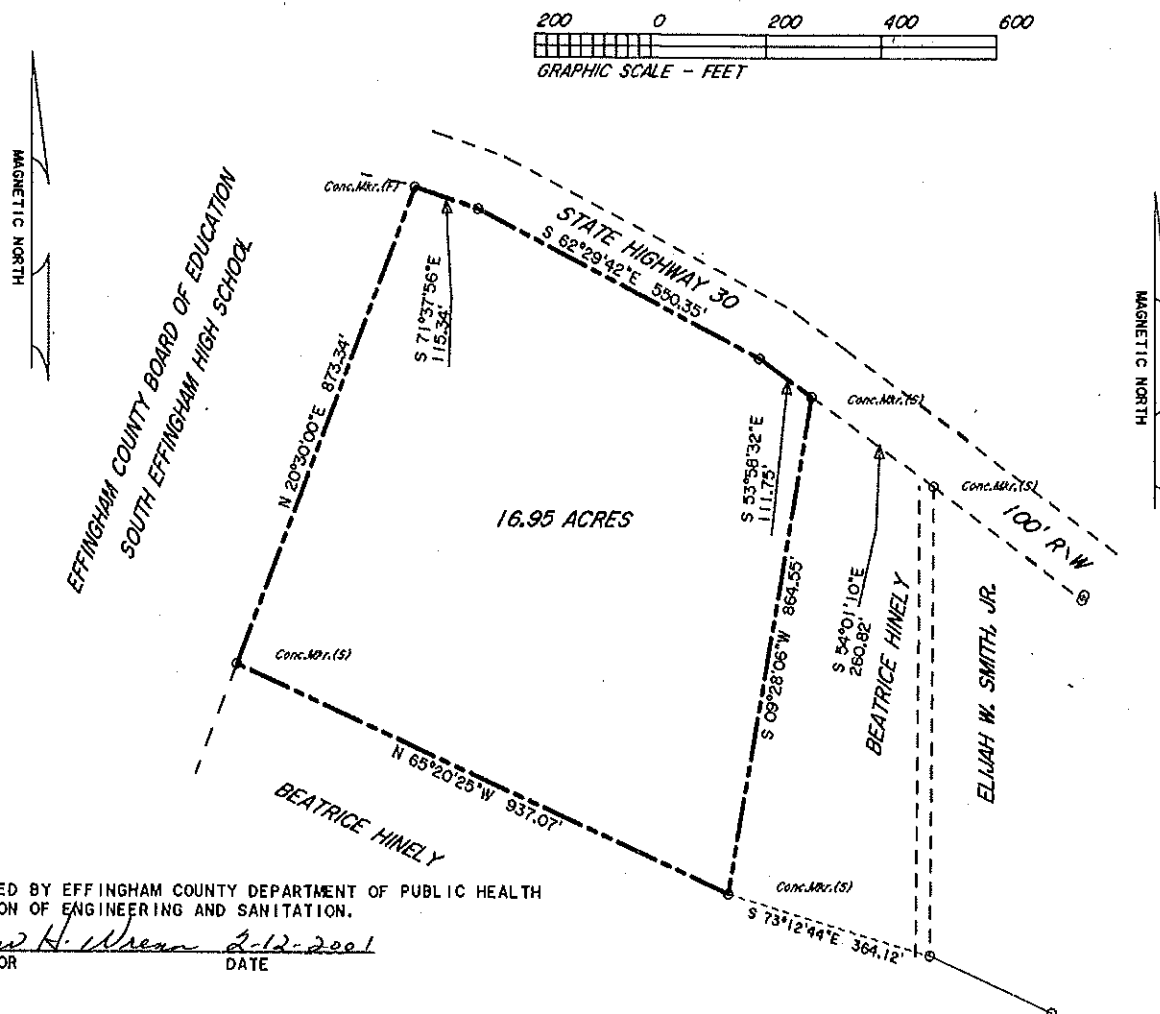 200 0 200 400 600
GRAPHIC SCALE - FEET
MAGNETIC NORTH
Conc.Mkr.(F)
STATE HIGHWAY 30
S 62°29'42"E 550.35'
EFFINGHAM COUNTY BOARD OF EDUCATION
SOUTH EFFINGHAM HIGH SCHOOL
S 71°37'56"E
115.34'
N 20°30'00"E 873.34'
MAGNETIC NORTH
Conc.Mkr.(S)
S 53°58'32"E
111.75'
Conc.Mkr.(S)
100' R\W
16.95 ACRES
S 09°28'06"W 864.55'
S 54°01'10"E
260.82'
BEATRICE HINELY
ELIJAH W. SMITH, JR.
Conc.Mkr.(S)
N 65°20'25"W 937.07'
BEATRICE HINELY
Conc.Mkr.(S)
S 73°12'44"E 364.12'
ED BY EFFINGHAM COUNTY DEPARTMENT OF PUBLIC HEALTH
ON OF ENGINEERING AND SANITATION.
H. 2-12-2001
OR DATE